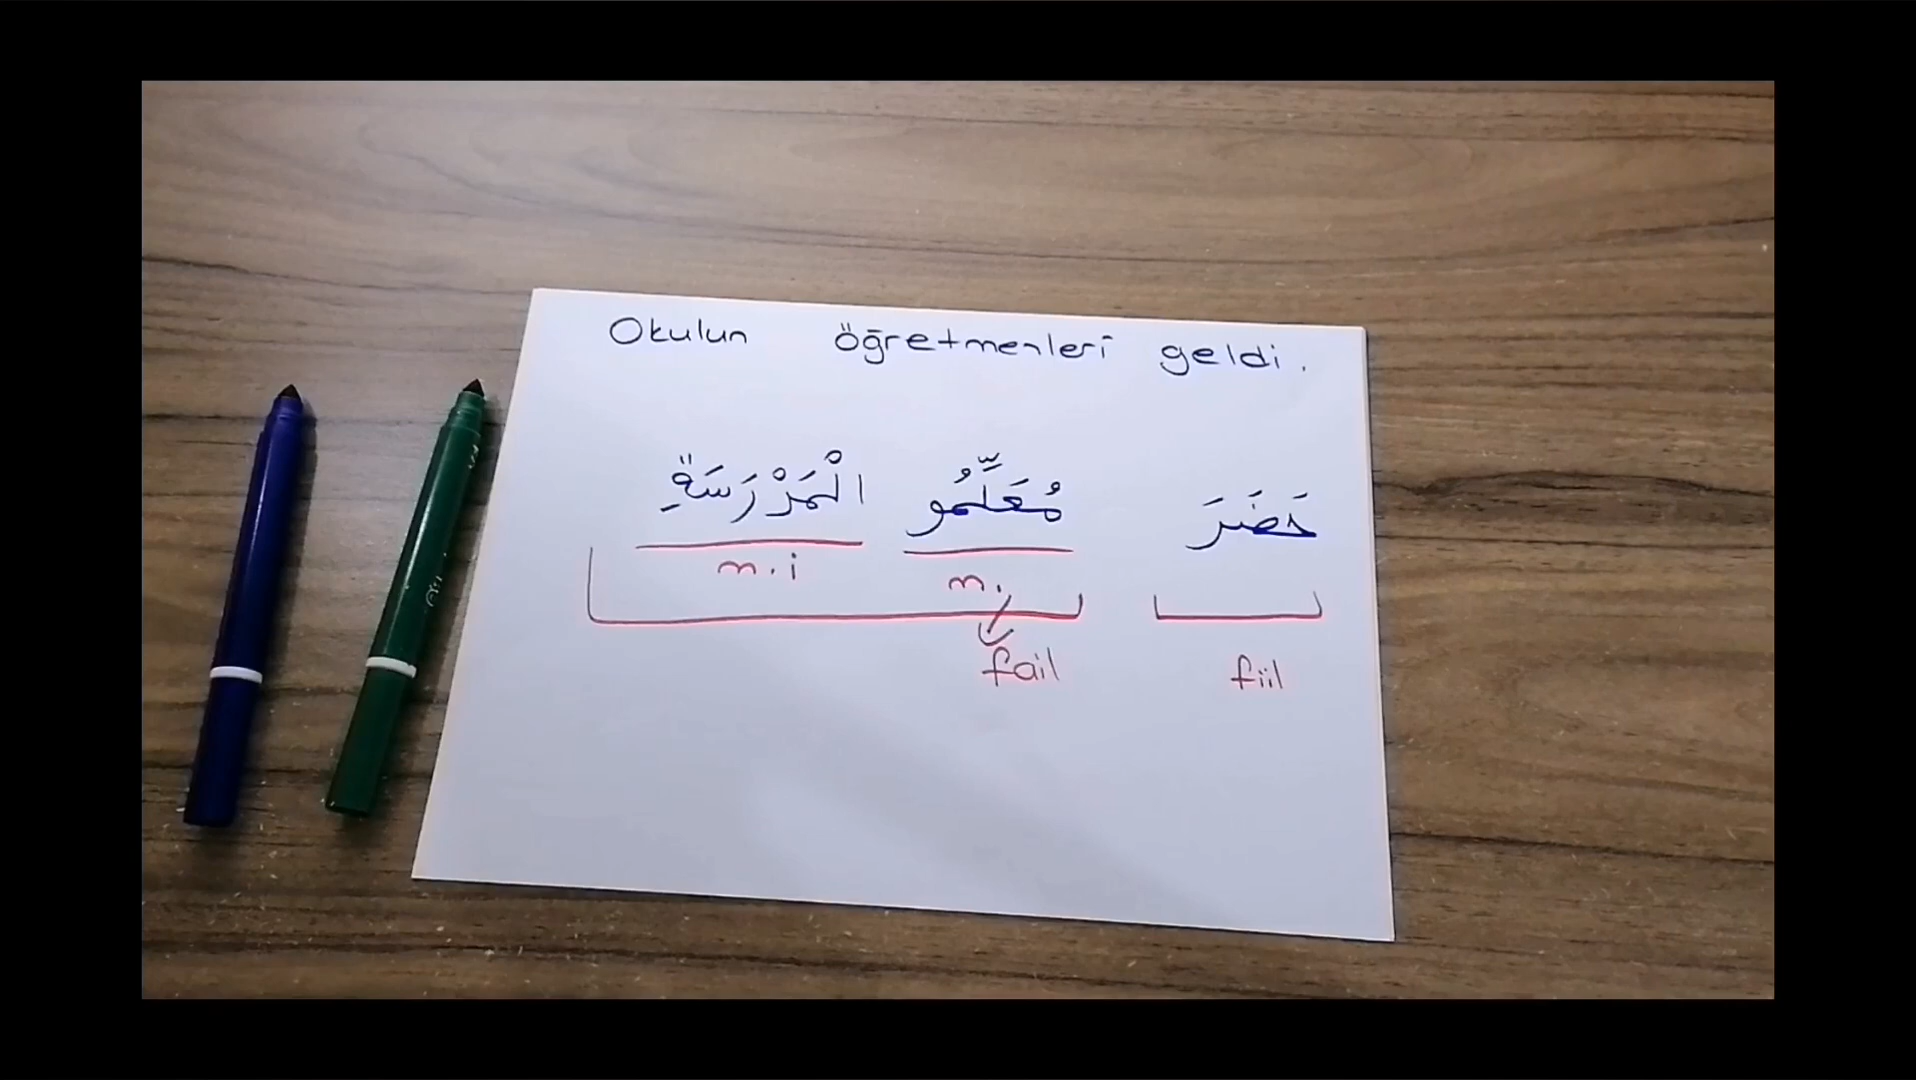 Okulun öğretmenleri geldi.
حَضَرَ مُعَلِّمُو الْمَدْرَسَةِ
m. m.i
fiil fail